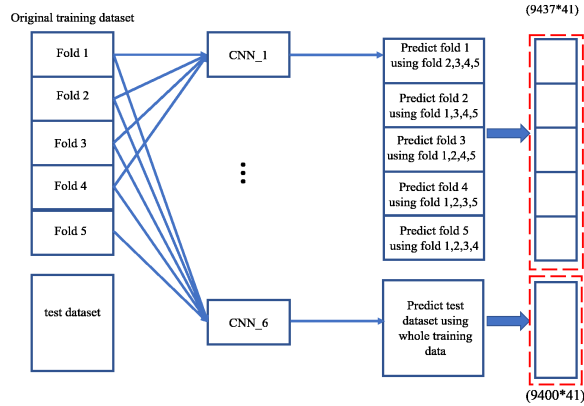 Original training dataset
(9437*41)
Fold 1
Fold 2
Fold 3
Fold 4
Fold 5
test dataset
CNN_1
CNN_6
Predict fold 1
using fold 2,3,4,5
Predict fold 2
using fold 1,3,4,5
Predict fold 3
using fold 1,2,4,5
Predict fold 4
using fold 1,2,3,5
Predict fold 5
using fold 1,2,3,4
Predict test
dataset using
whole training
data
(9400*41)